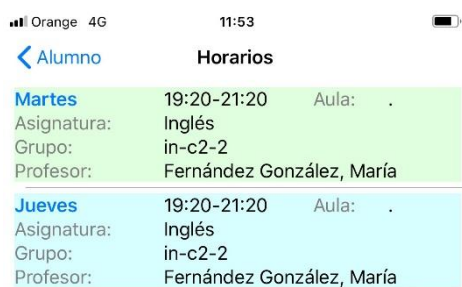 Orange 4G 11:53
Alumno Horarios
Martes 19:20-21:20 Aula: .
Asignatura: Inglés
Grupo: in-c2-2
Profesor: Fernández González, María
Jueves 19:20-21:20 Aula: .
Asignatura: Inglés
Grupo: in-c2-2
Profesor: Fernández González, María